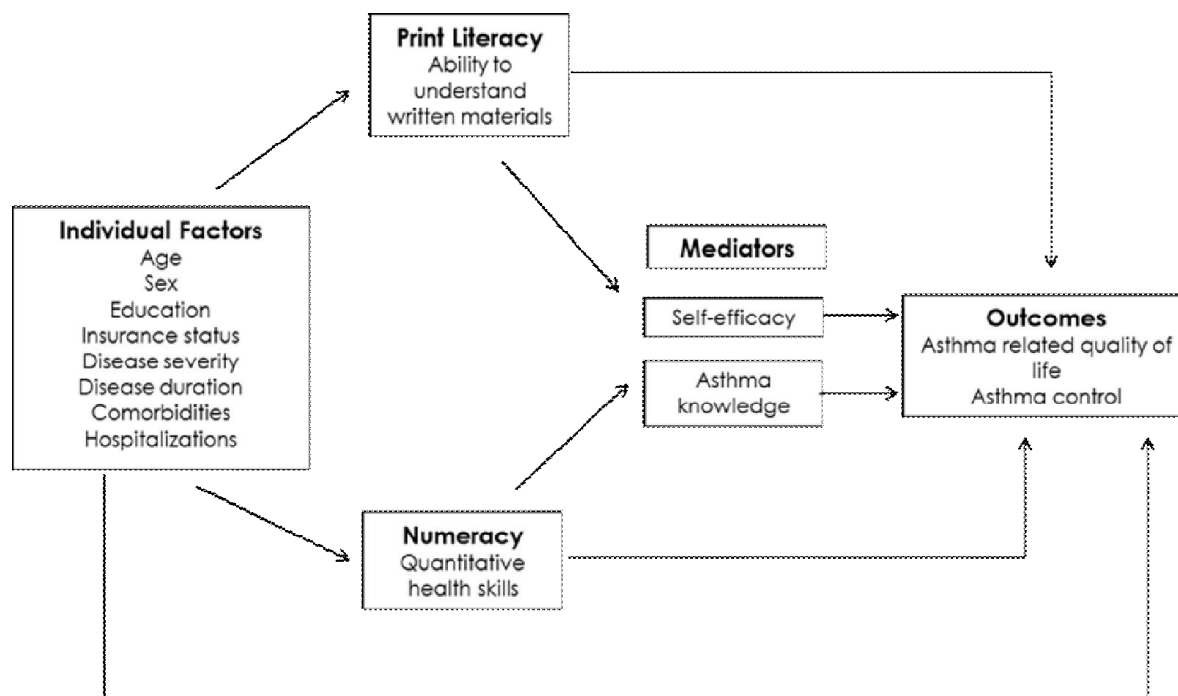 Print Literacy
Ability to
understand
written materials
Individual Factors
Age
Sex
Education
Insurance status
Disease severity
Disease duration
Comorbidities
Hospitalizations
Mediators
Self-efficacy
Asthma
knowledge
Outcomes
Asthma related quality of
life
Asthma control
Numeracy
Quantitative
health skills